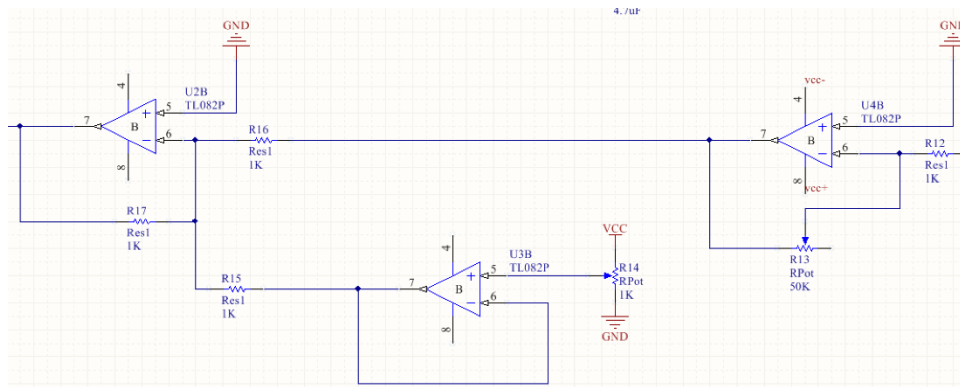 4.7uF
GND
GND
4
U2B
TL082P
7
B
5
6
8
R16
Res1
1K
vcc-
4
U4B
TL082P
7
B
5
6
8
vcc+
R12
Res1
1K
R17
Res1
1K
R13
RPot
50K
R15
Res1
1K
4
U3B
TL082P
7
B
5
6
8
VCC
R14
RPot
1K
GND